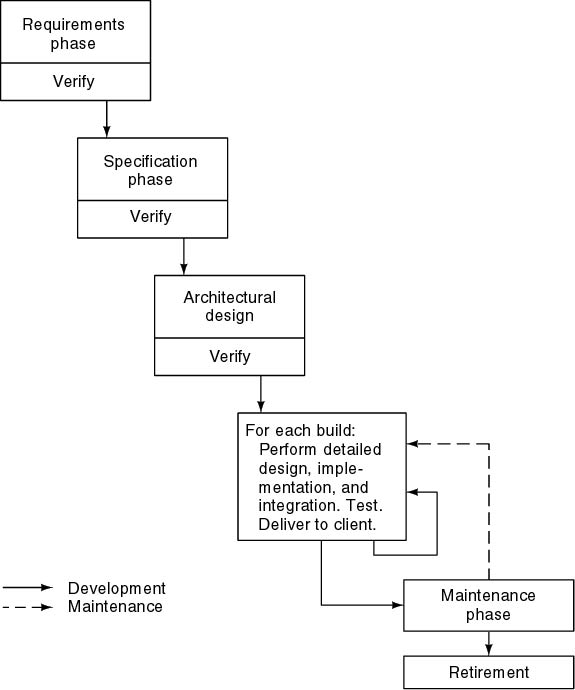 Requirements
phase
Verify
Specification
phase
Verify
Architectural
design
Verify
For each build:
Perform detailed
design, imple-
mentation, and
integration. Test.
Deliver to client.
Development
Maintenance
Maintenance
phase
Retirement